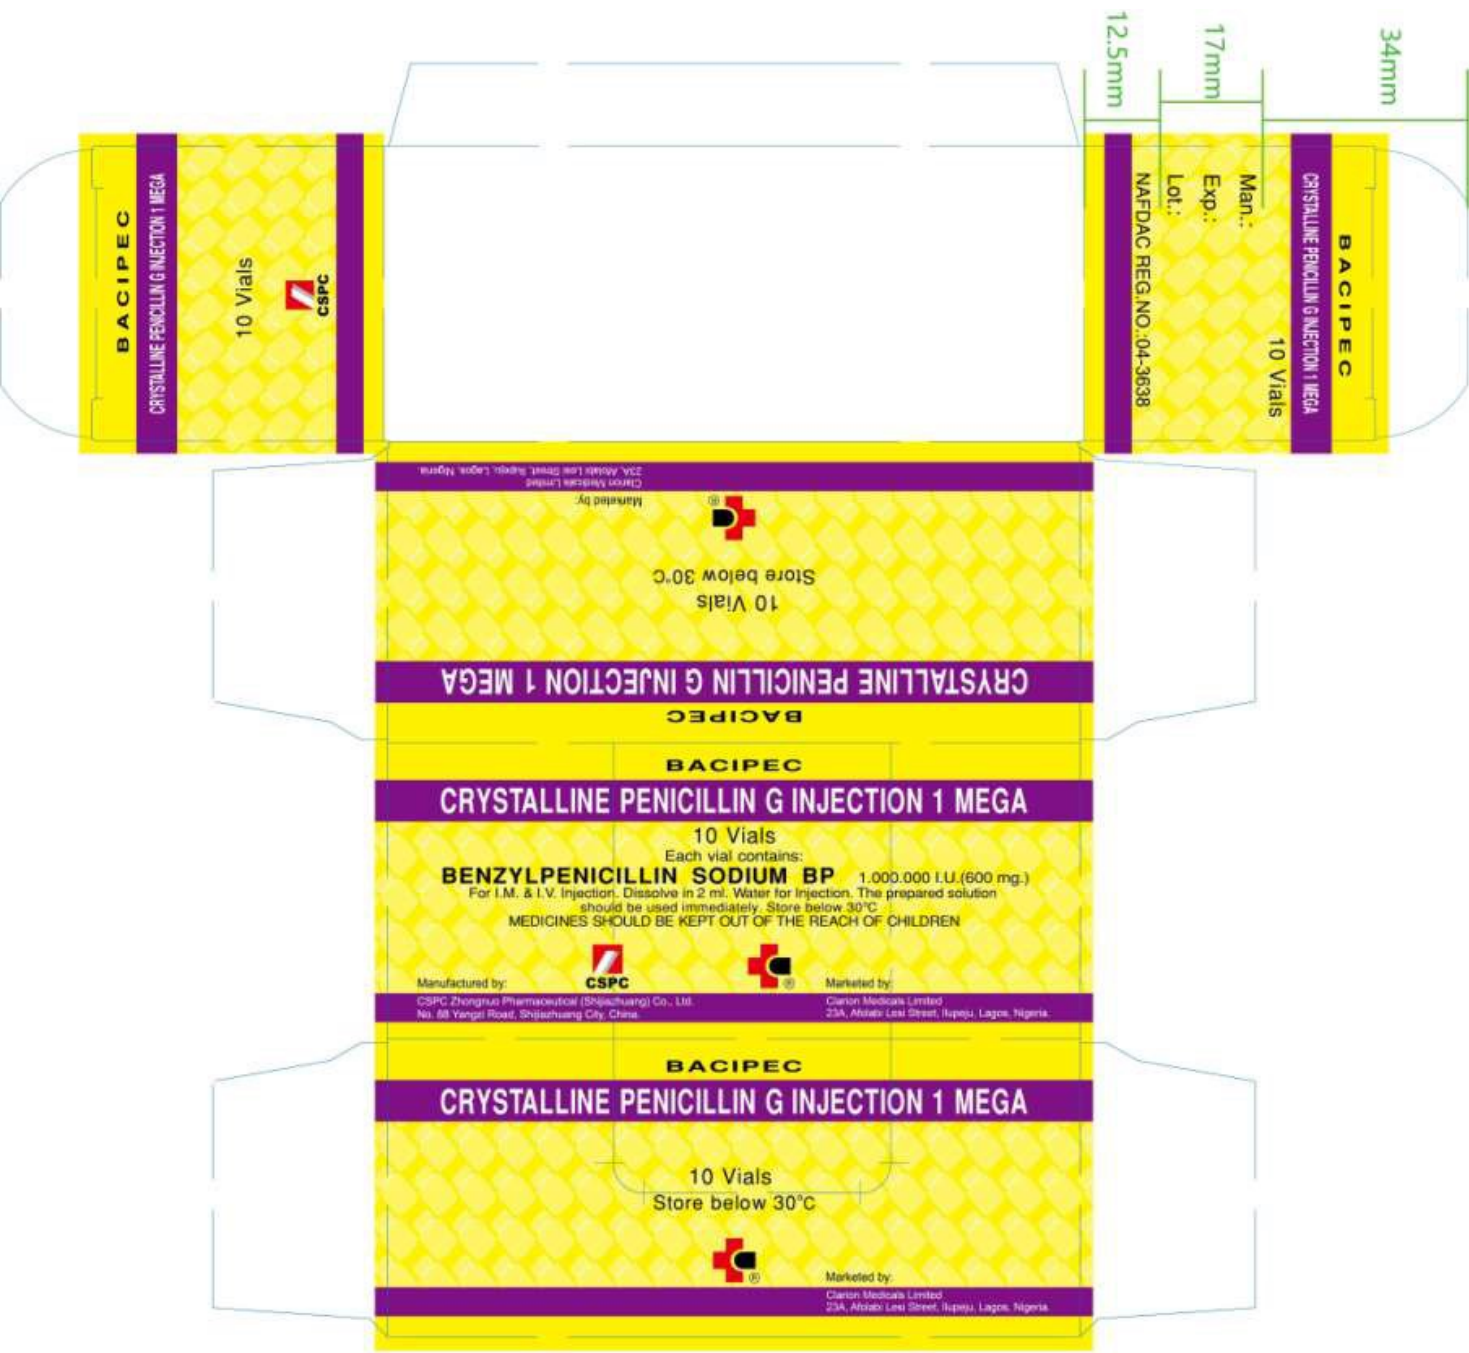 12.5mm
17mm
34mm
BACIPEC
CRYSTALLINE PENICILLIN G INJECTION 1 MEGA
10 Vials
CSPC
BACIPEC
CRYSTALLINE PENICILLIN G INJECTION 1 MEGA
10 Vials
Man.:
Exp.:
Lot.:
NAFDAC REG.NO.:04-3638
BACIPEC
CRYSTALLINE PENICILLIN G INJECTION 1 MEGA
10 Vials
Store below 30°C
®
Marketed by:
Clarion Medicals Limited
23A, Afolabi Lesi Street, Ilupeju, Lagos, Nigeria.
BACIPEC
CRYSTALLINE PENICILLIN G INJECTION 1 MEGA
10 Vials
Each vial contains:
BENZYLPENICILLIN SODIUM BP 1.000.000 I.U.(600 mg.)
For I.M. & I.V. Injection. Dissolve in 2 ml. Water for Injection. The prepared solution
should be used immediately. Store below 30°C
MEDICINES SHOULD BE KEPT OUT OF THE REACH OF CHILDREN
Manufactured by:
CSPC
®
Marketed by:
CSPC Zhongnuo Pharmaceutical (Shijiazhuang) Co., Ltd.
No. 88 Yangzi Road, Shijiazhuang City, China.
Clarion Medicals Limited
23A, Afolabi Lesi Street, Ilupeju, Lagos, Nigeria.
BACIPEC
CRYSTALLINE PENICILLIN G INJECTION 1 MEGA
10 Vials
Store below 30°C
®
Marketed by:
Clarion Medicals Limited
23A, Afolabi Lesi Street, Ilupeju, Lagos, Nigeria.